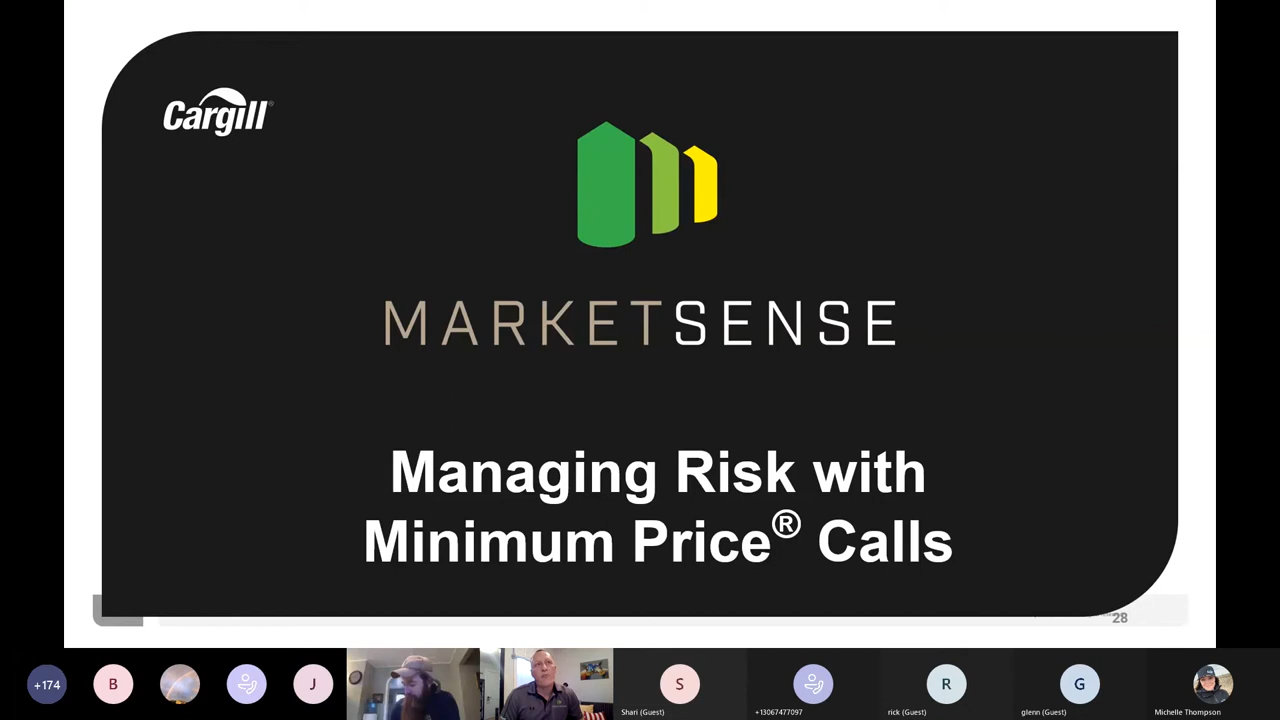 Cargill®
MARKETSENSE
Managing Risk with
Minimum Price® Calls
28
+174
B
J
S
R
G
Shari (Guest)
+13067477097
rick (Guest)
glenn (Guest)
Michelle Thompson